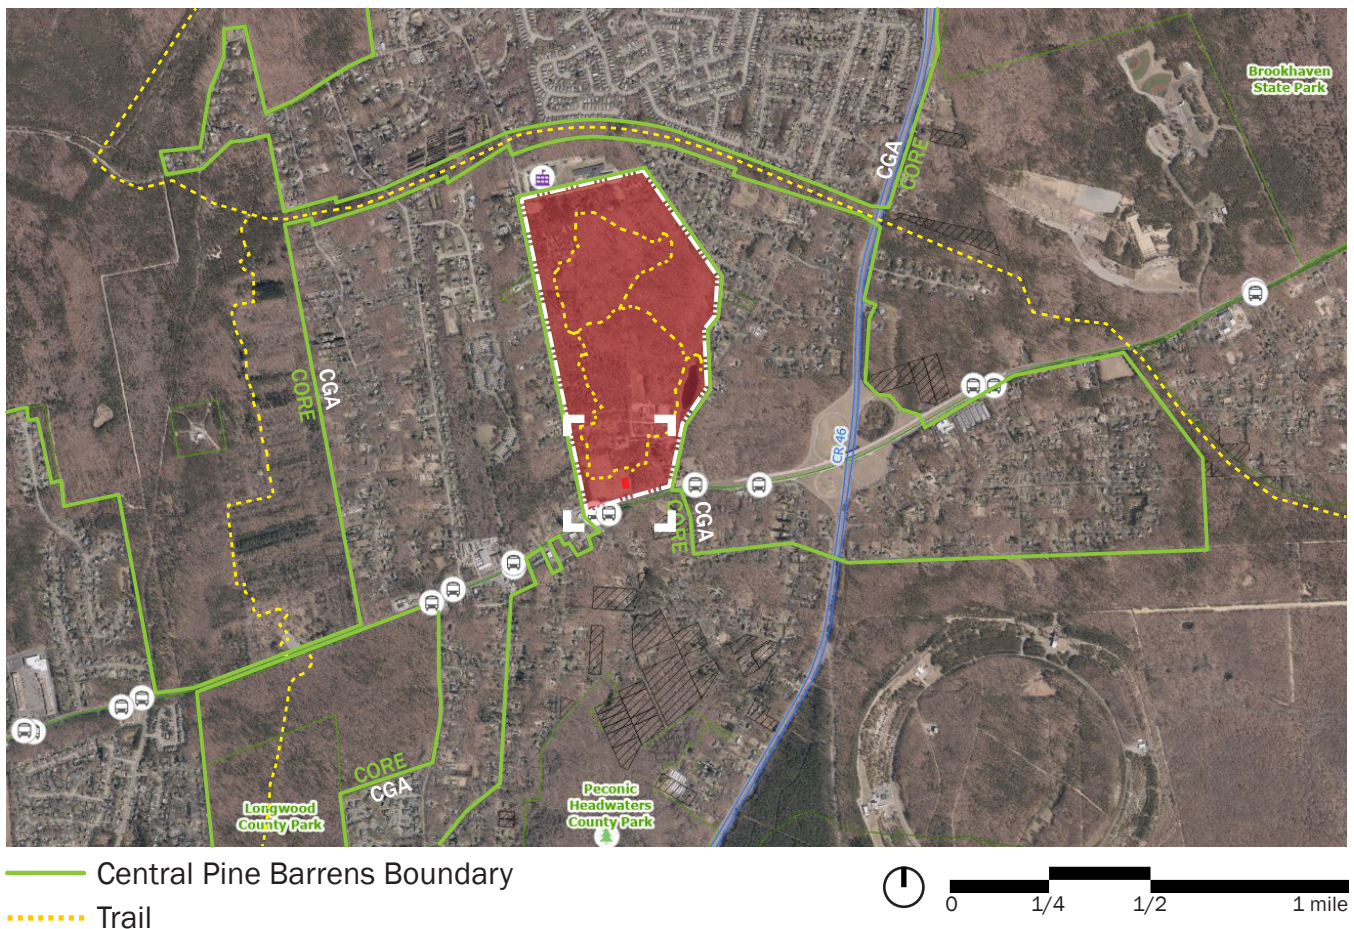 Brookhaven
State Park
CGA
CORE
CGA
CORE
CR 46
CGA
CORE
CORE
CGA
Longwood
County Park
Peconic
Headwaters
County Park
Central Pine Barrens Boundary
Trail
0
1/4
1/2
1 mile